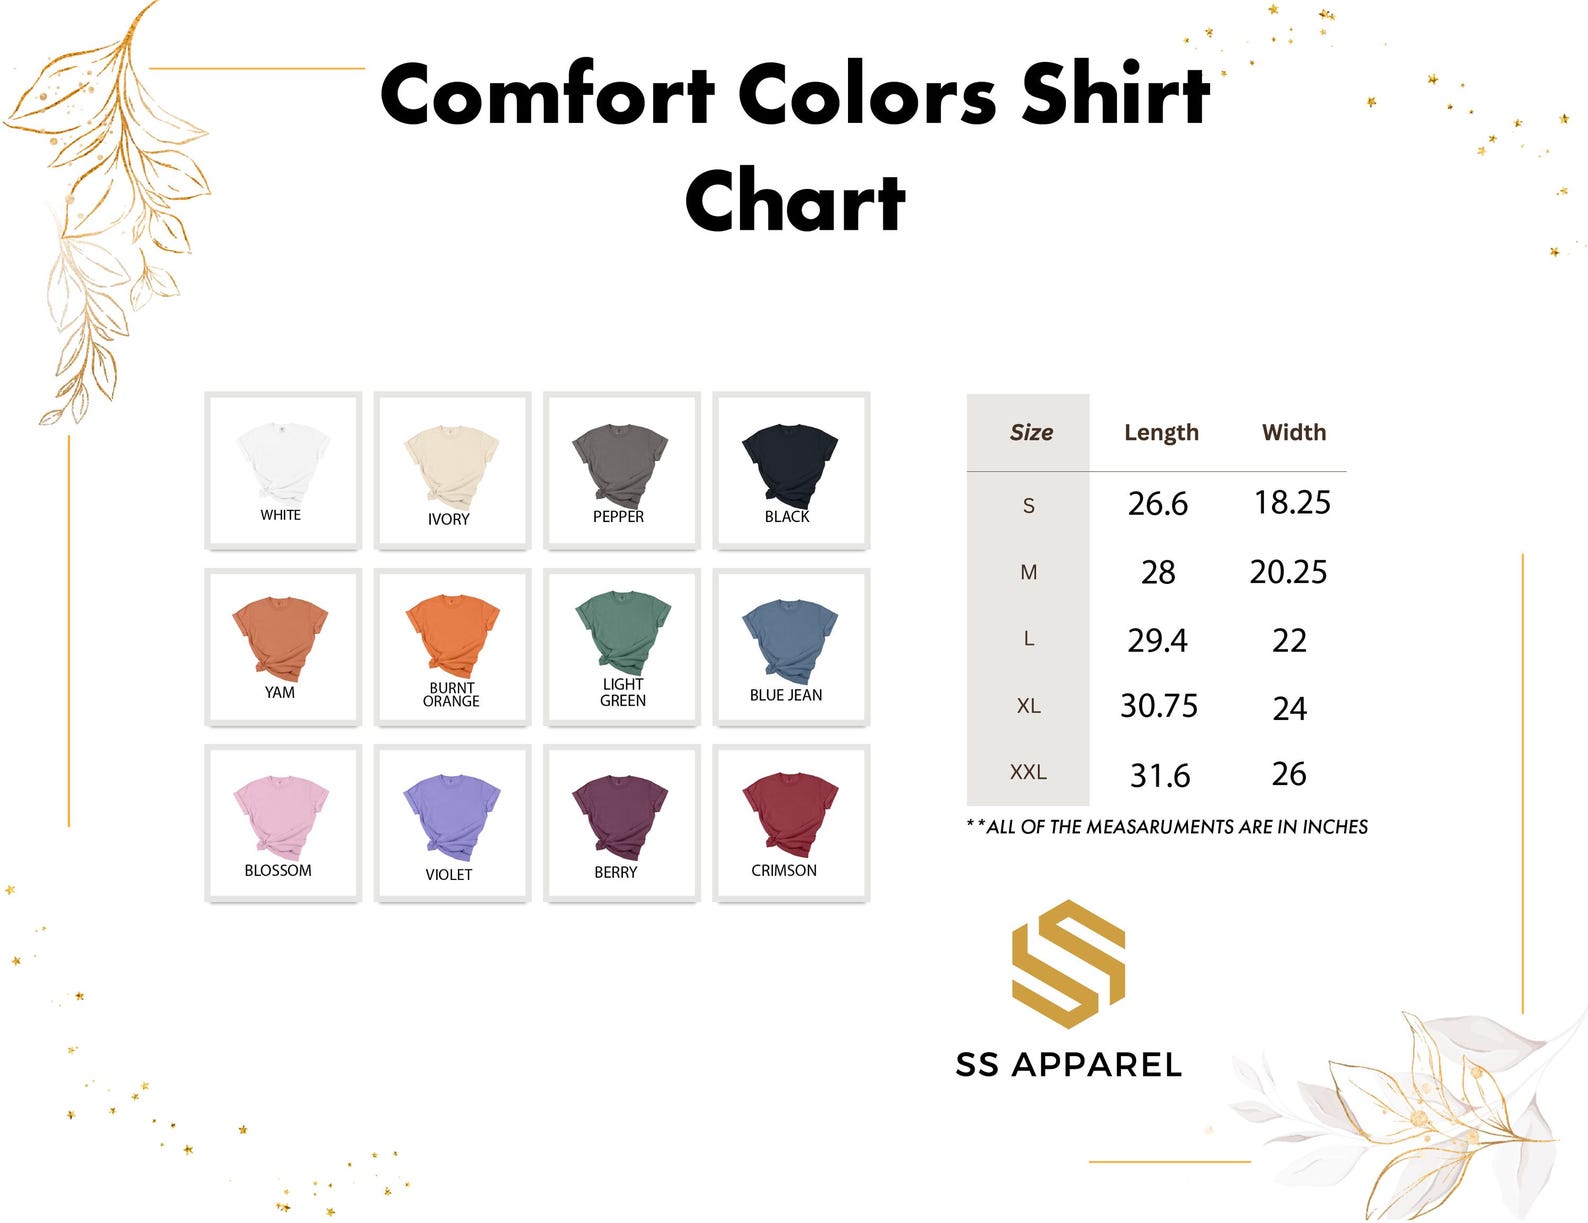 Comfort Colors Shirt
Chart
WHITE
IVORY
PEPPER
BLACK
YAM
BURNT
ORANGE
LIGHT
GREEN
BLUE JEAN
BLOSSOM
VIOLET
BERRY
CRIMSON
Size Length Width
S 26.6 18.25
M 28 20.25
L 29.4 22
XL 30.75 24
XXL 31.6 26
**ALL OF THE MEASARUMENTS ARE IN INCHES
SS APPAREL